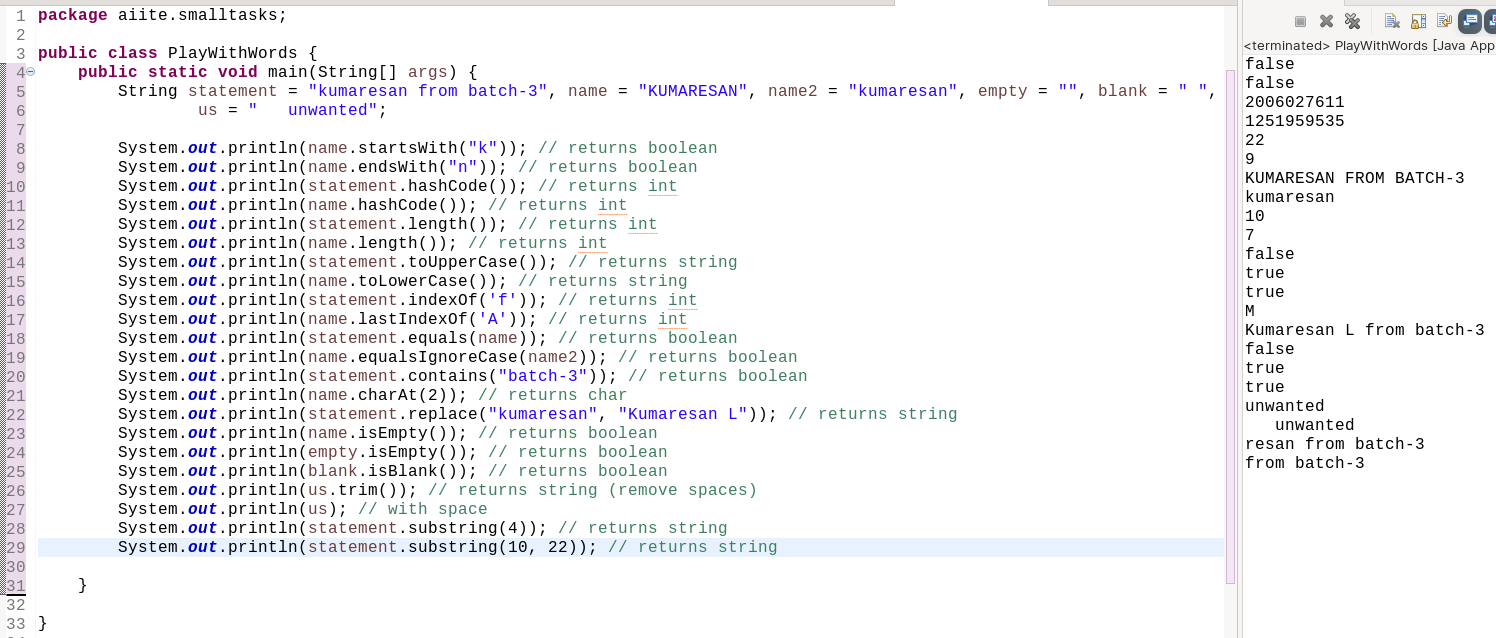 1 package aiite.smalltasks;
2
3 public class PlayWithWords {
4     public static void main(String[] args) {
5         String statement = "kumaresan from batch-3", name = "KUMARESAN", name2 = "kumaresan", empty = "", blank = " ",
6                 us = "   unwanted";
7
8         System.out.println(name.startsWith("k")); // returns boolean
9         System.out.println(name.endsWith("n")); // returns boolean
10         System.out.println(statement.hashCode()); // returns int
11         System.out.println(name.hashCode()); // returns int
12         System.out.println(statement.length()); // returns int
13         System.out.println(name.length()); // returns int
14         System.out.println(statement.toUpperCase()); // returns string
15         System.out.println(name.toLowerCase()); // returns string
16         System.out.println(statement.indexOf('f')); // returns int
17         System.out.println(name.lastIndexOf('A')); // returns int
18         System.out.println(statement.equals(name)); // returns boolean
19         System.out.println(name.equalsIgnoreCase(name2)); // returns boolean
20         System.out.println(statement.contains("batch-3")); // returns boolean
21         System.out.println(name.charAt(2)); // returns char
22         System.out.println(statement.replace("kumaresan", "Kumaresan L")); // returns string
23         System.out.println(name.isEmpty()); // returns boolean
24         System.out.println(empty.isEmpty()); // returns boolean
25         System.out.println(blank.isBlank()); // returns boolean
26         System.out.println(us.trim()); // returns string (remove spaces)
27         System.out.println(us); // with space
28         System.out.println(statement.substring(4)); // returns string
29         System.out.println(statement.substring(10, 22)); // returns string
30
31     }
32
33 }
<terminated> PlayWithWords [Java App
false
false
2006027611
1251959535
22
9
KUMARESAN FROM BATCH-3
kumaresan
10
7
false
true
true
M
Kumaresan L from batch-3
false
true
true
unwanted
   unwanted
resan from batch-3
from batch-3